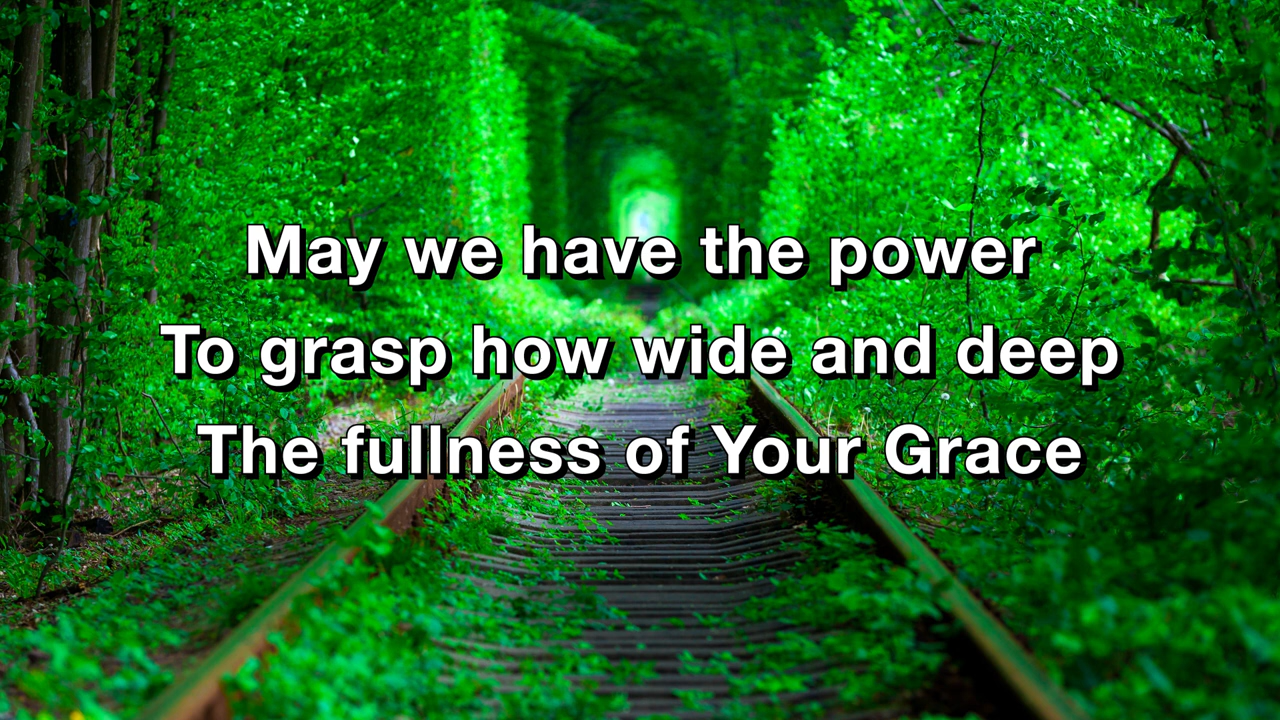 May we have the power
To grasp how wide and deep
The fullness of Your Grace